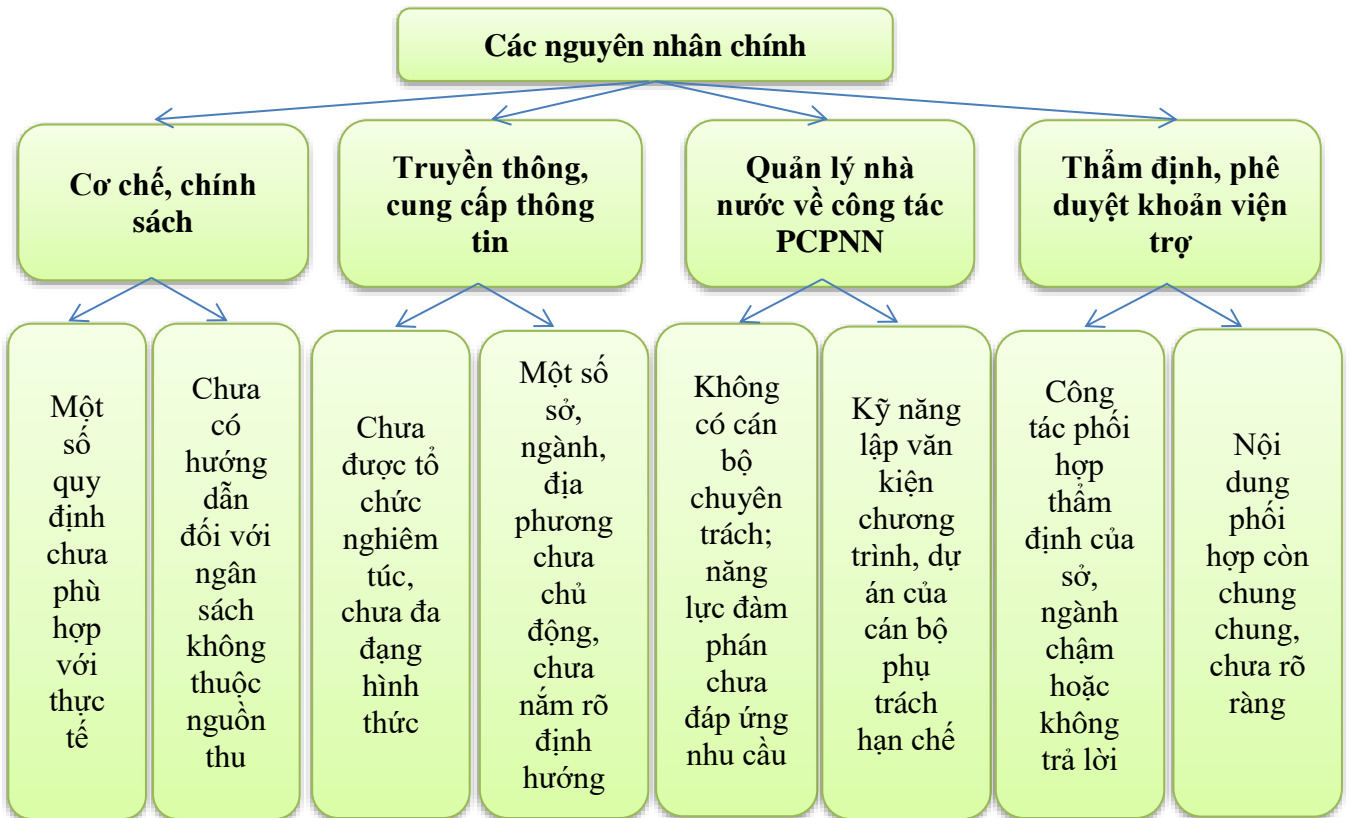 Các nguyên nhân chính
Cơ chế, chính
sách
Truyền thông,
cung cấp thông
tin
Quản lý nhà
nước về công tác
PCPNN
Thẩm định, phê
duyệt khoản viện
trợ
Một
số
quy
định
chưa
phù
hợp
với
thực
tế
Chưa
có
hướng
dẫn
đối với
ngân
sách
không
thuộc
nguồn
thu
Chưa
được tổ
chức
nghiêm
túc,
chưa đa
đạng
hình
thức
Một số
sở,
ngành,
địa
phương
chưa
chủ
động,
chưa
nắm rõ
định
hướng
Không
có cán
bộ
chuyên
trách;
năng
lực đàm
phán
chưa
đáp ứng
nhu cầu
Kỹ năng
lập văn
kiện
chương
trình, dự
án của
cán bộ
phụ
trách
hạn chế
Công
tác phối
hợp
thẩm
định của
sở,
ngành
chậm
hoặc
không
trả lời
Nội
dung
phối
hợp còn
chung
chung,
chưa rõ
ràng